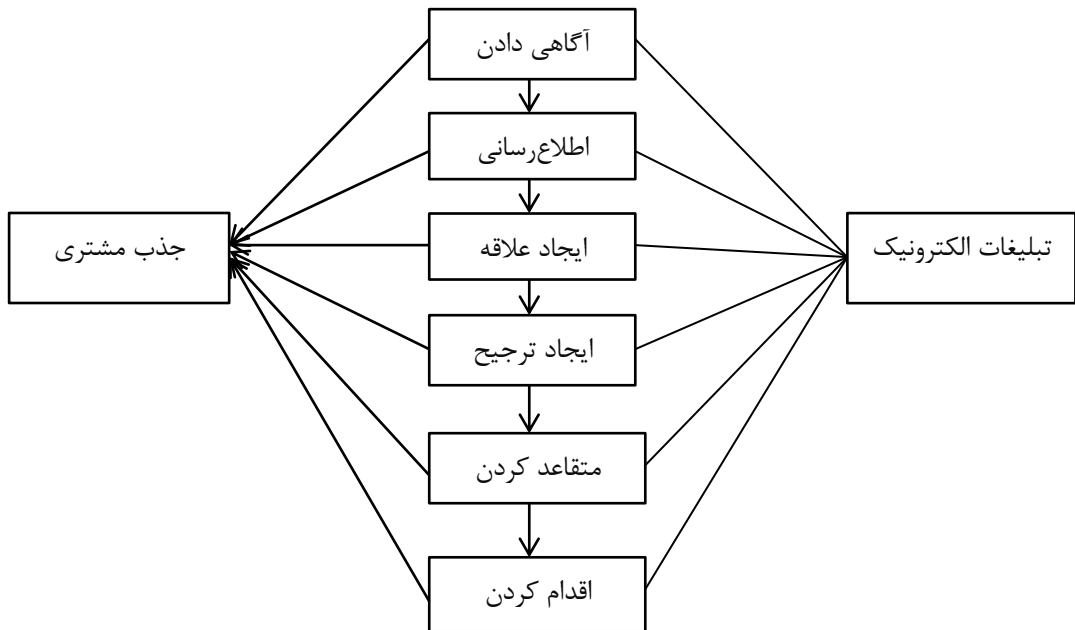 آگاهی دادن
اطلاع‌رسانی
تبلیغات الکترونیک
ایجاد علاقه
جذب مشتری
ایجاد ترجیح
متقاعد کردن
اقدام کردن